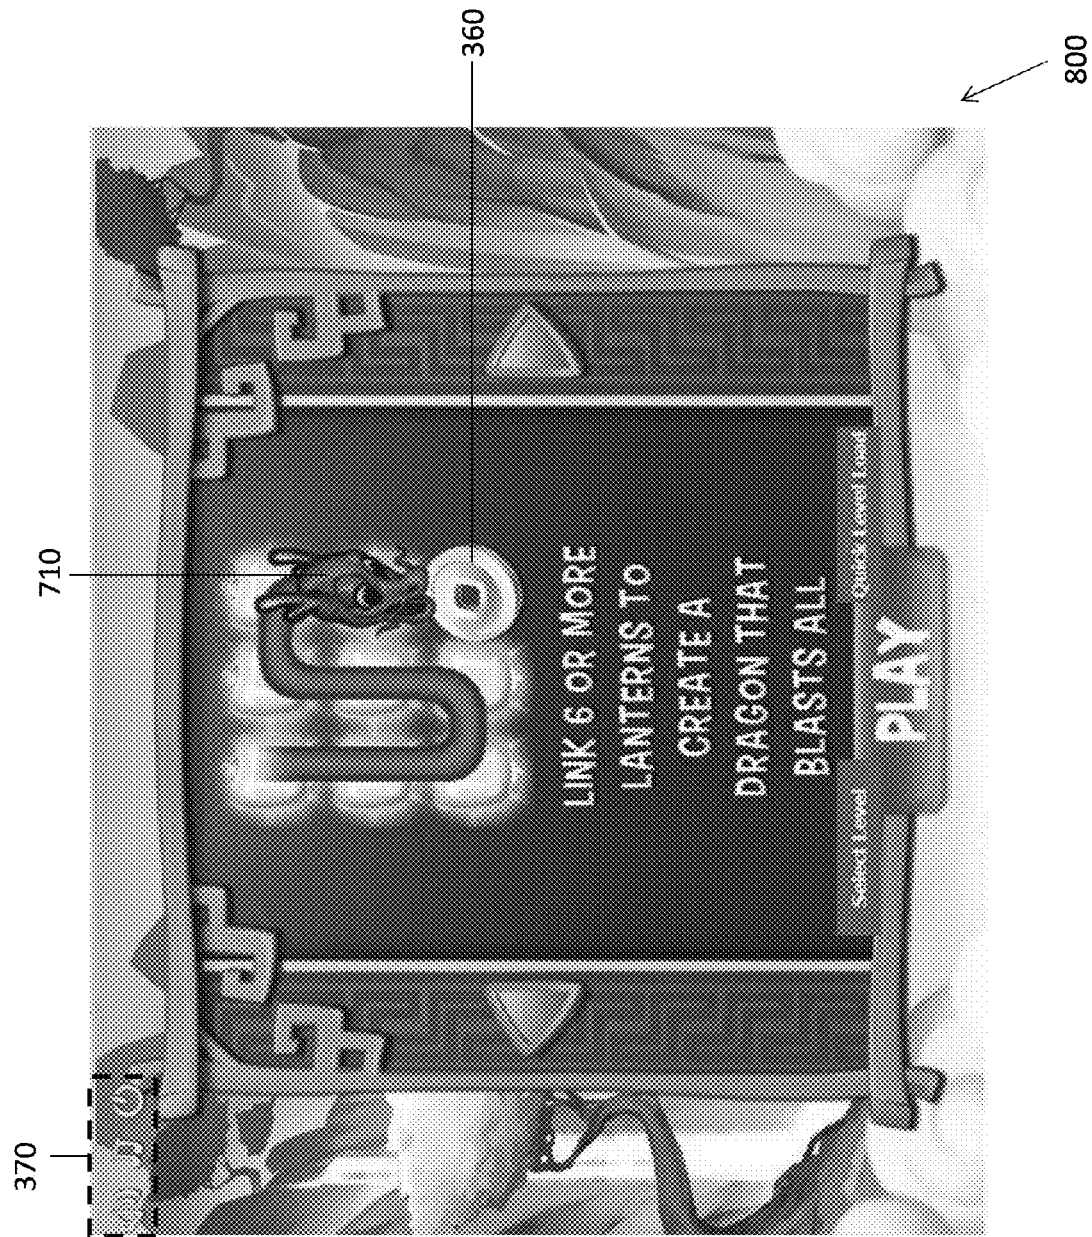 370
710
360
LINK 6 OR MORE
LANTERNS TO
CREATE A
DRAGON THAT
BLASTS ALL
Select Level
Quick Level Load
PLAY
800